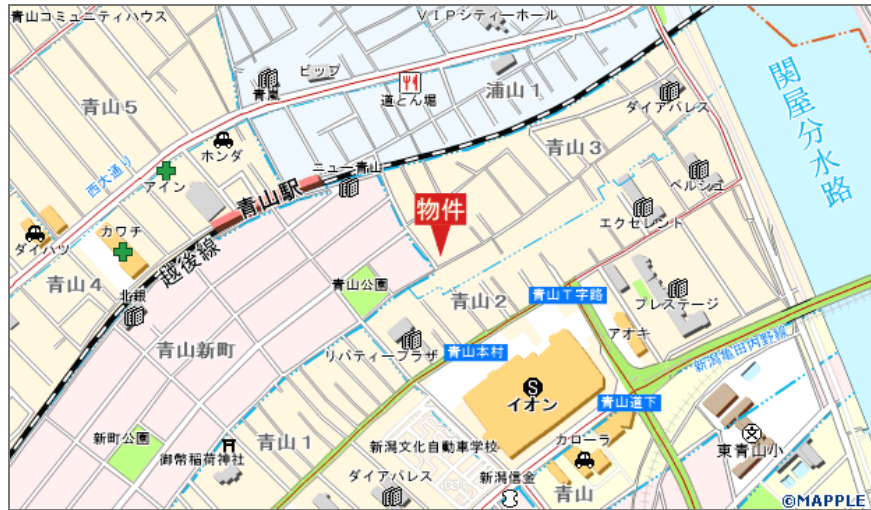 青山コミュニティハウス
VIPシティーホール
関屋分水路
ビップ
青嵐
道とん堀
浦山1
ダイアパレス
青山5
ホンダ
ニュー青山
青山3
西大通り
アイン
青山駅
ベルシュ
物件
エクセレント
ダイハツ
カワチ
越後線
青山4
北銀
青山公園
青山2
青山T字路
プレステージ
アオキ
青山新町
リバティープラザ
青山本村
新潟亀田内野線
イオン
青山道下
新町公園
青山1
御幣稲荷神社
新潟文化自動車学校
カローラ
東青山小
ダイアパレス
新潟信金
青山
©MAPPLE